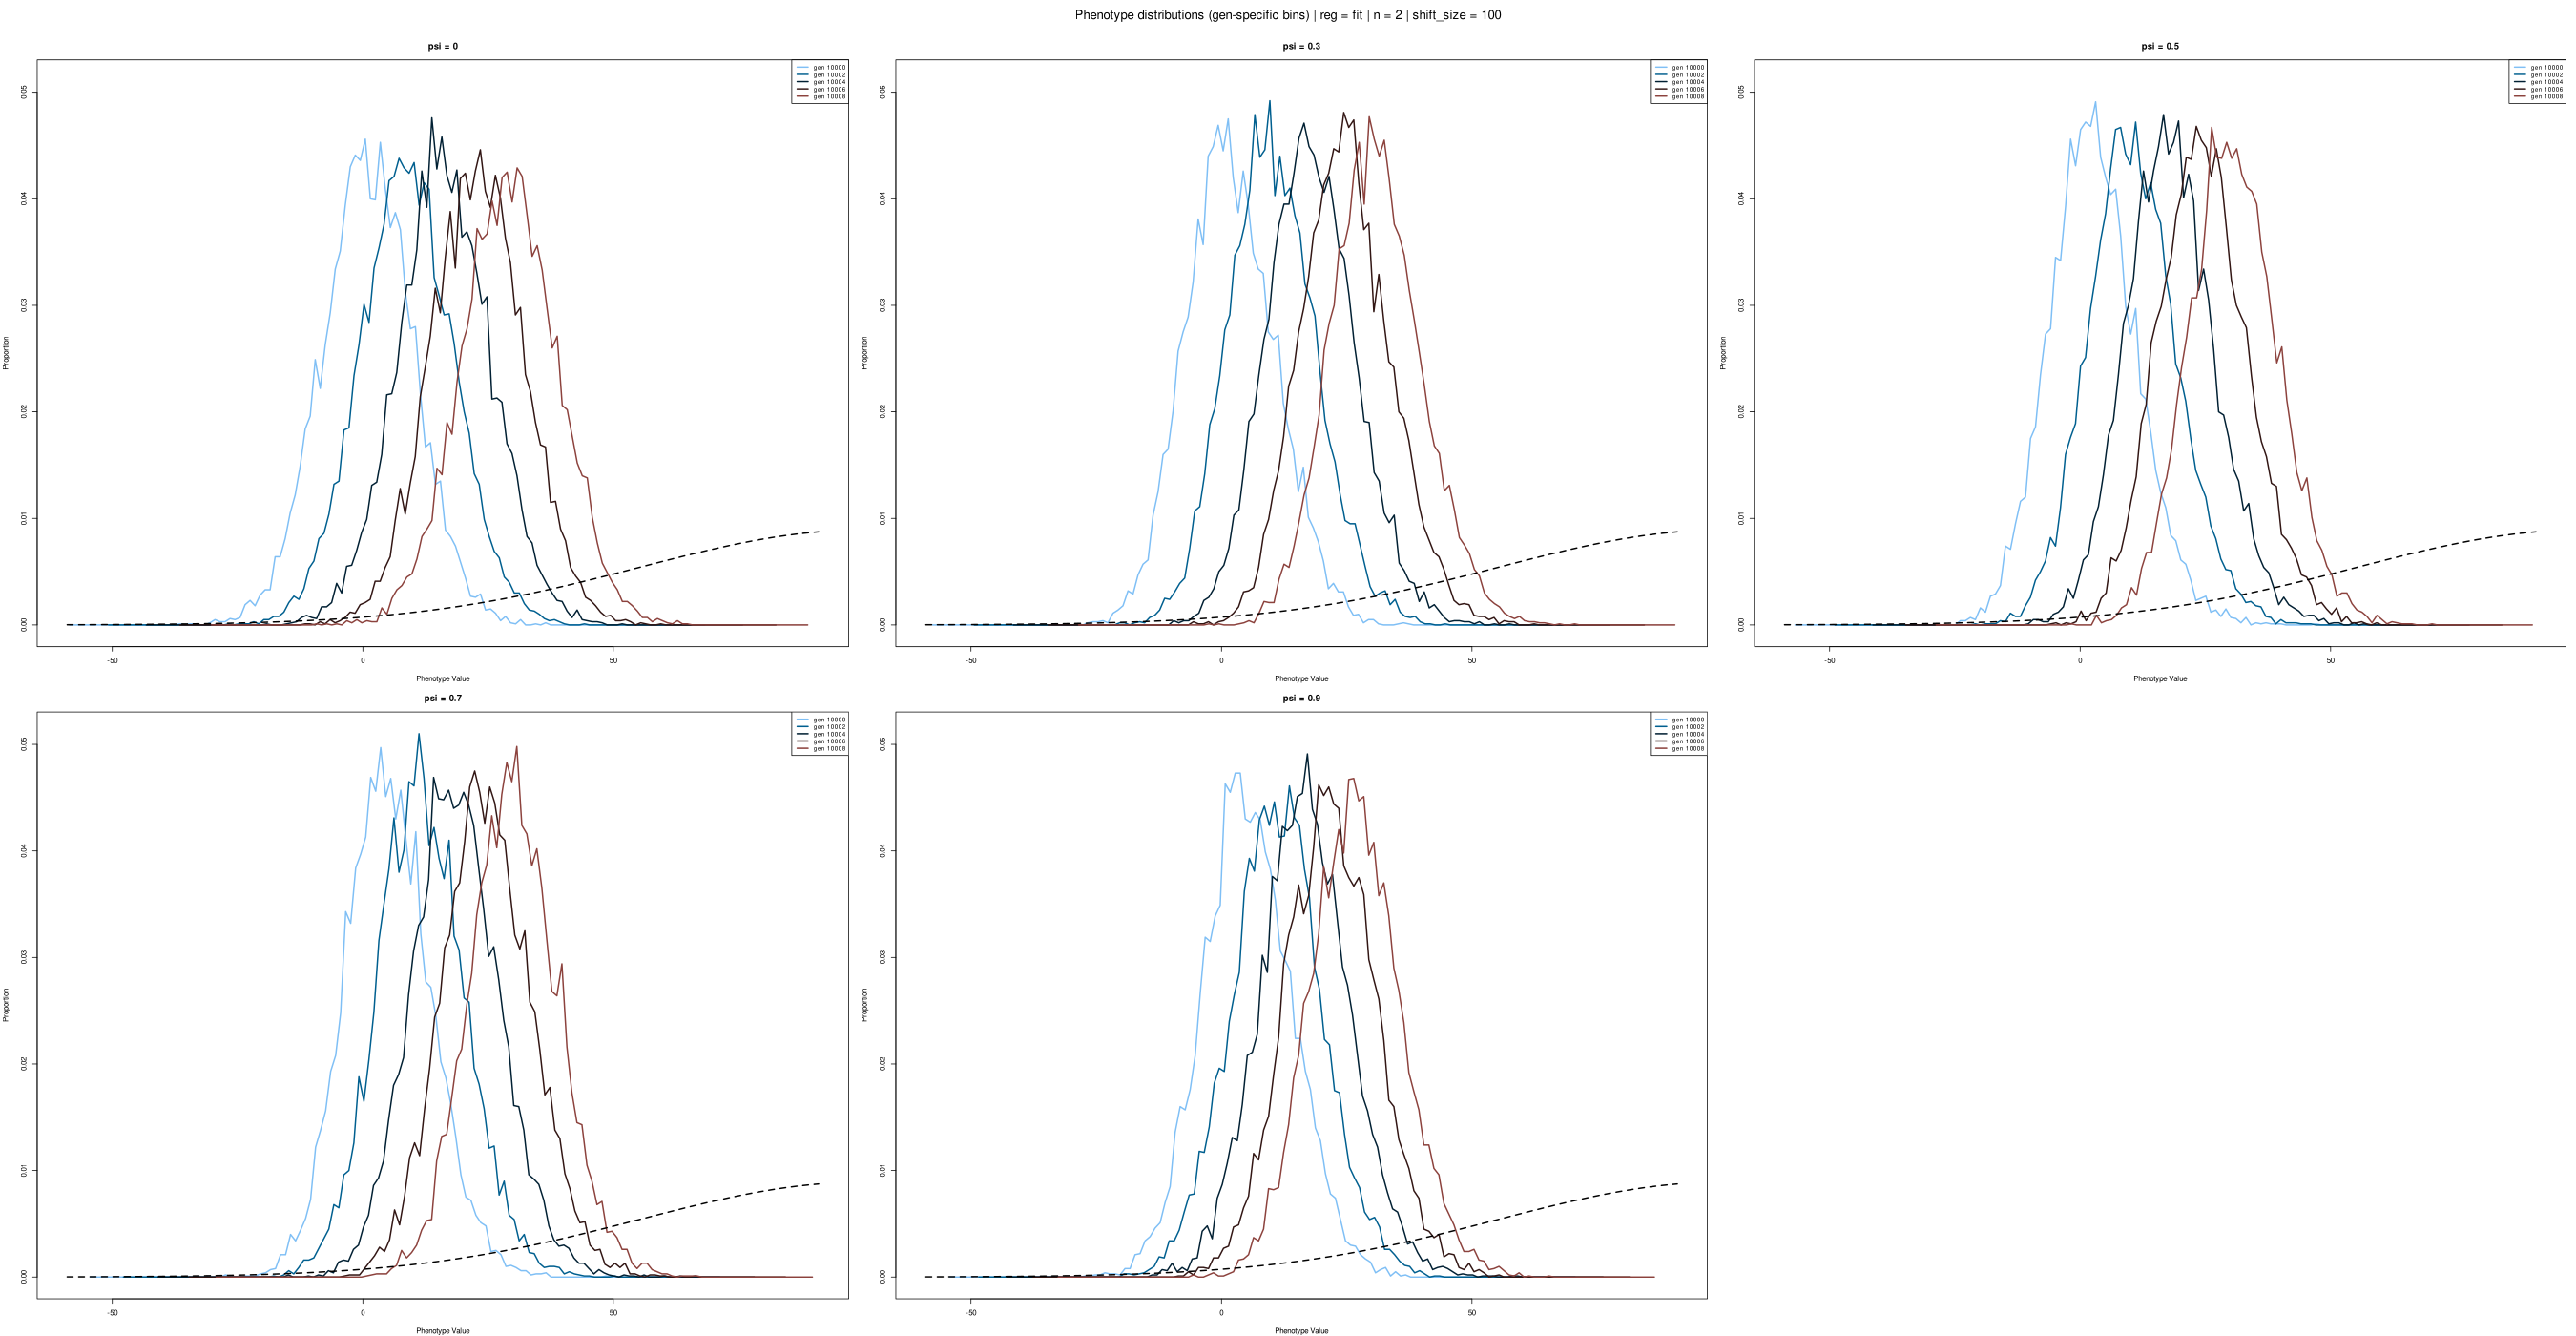 Phenotype distributions (gen-specific bins) | reg = fit | n = 2 | shift_size = 100
psi = 0
gen 10000
gen 10002
gen 10004
gen 10006
gen 10008
Proportion
0.05
0.04
0.03
0.02
0.01
0.00
-50
0
50
Phenotype Value
psi = 0.3
gen 10000
gen 10002
gen 10004
gen 10006
gen 10008
Proportion
0.05
0.04
0.03
0.02
0.01
0.00
-50
0
50
Phenotype Value
psi = 0.5
gen 10000
gen 10002
gen 10004
gen 10006
gen 10008
Proportion
0.05
0.04
0.03
0.02
0.01
0.00
-50
0
50
Phenotype Value
psi = 0.7
gen 10000
gen 10002
gen 10004
gen 10006
gen 10008
Proportion
0.05
0.04
0.03
0.02
0.01
0.00
-50
0
50
Phenotype Value
psi = 0.9
gen 10000
gen 10002
gen 10004
gen 10006
gen 10008
Proportion
0.05
0.04
0.03
0.02
0.01
0.00
-50
0
50
Phenotype Value